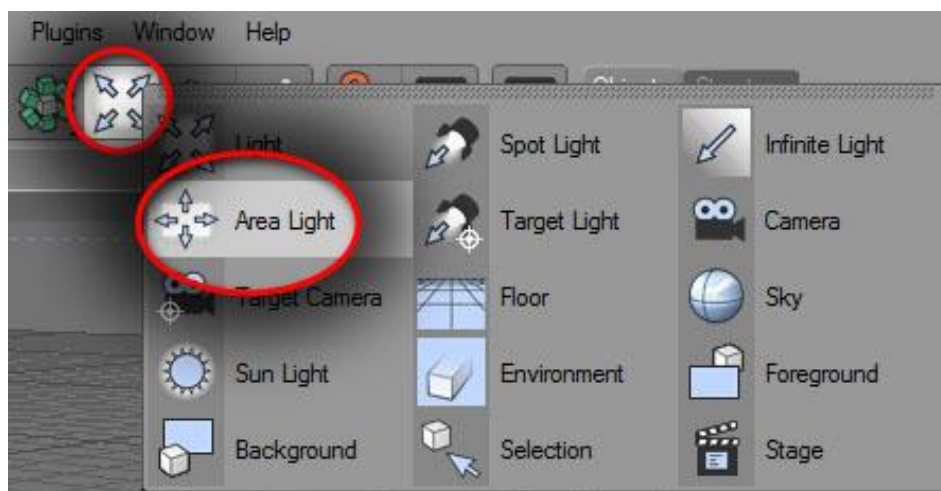 Plugins Window Help
Light Spot Light Infinite Light
Area Light Target Light Camera
Target Camera Floor Sky
Sun Light Environment Foreground
Background Selection Stage